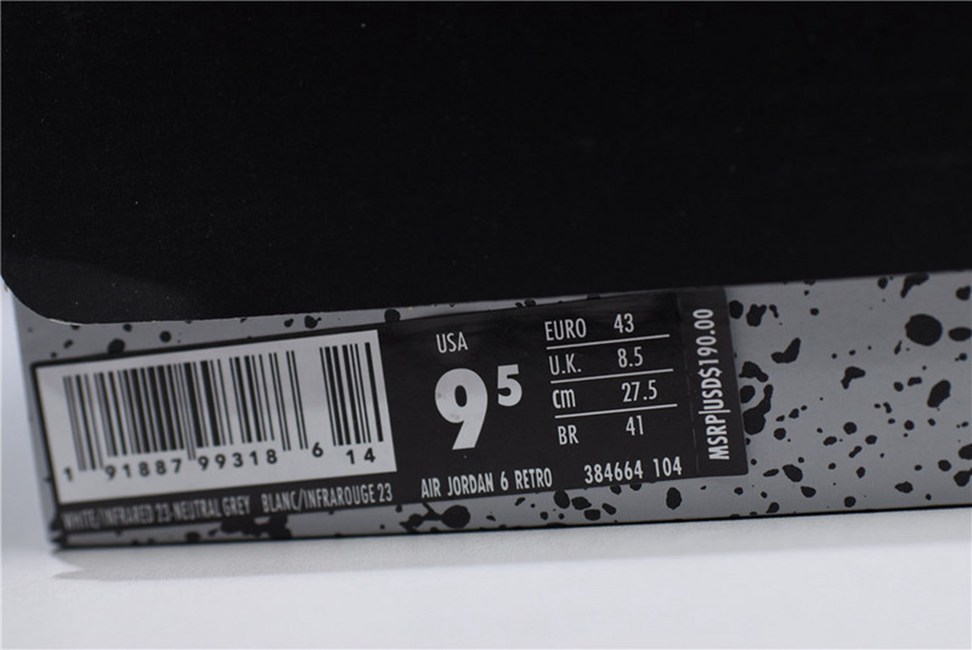 USA
9 5
EURO 43
U.K. 8.5
cm 27.5
BR 41
MSRP|USD$190.00
1 91887 99318 6 14
AIR JORDAN 6 RETRO 384664 104
WHITE/INFRARED 23-NEUTRAL GREY BLANC/INFRAROUGE 23